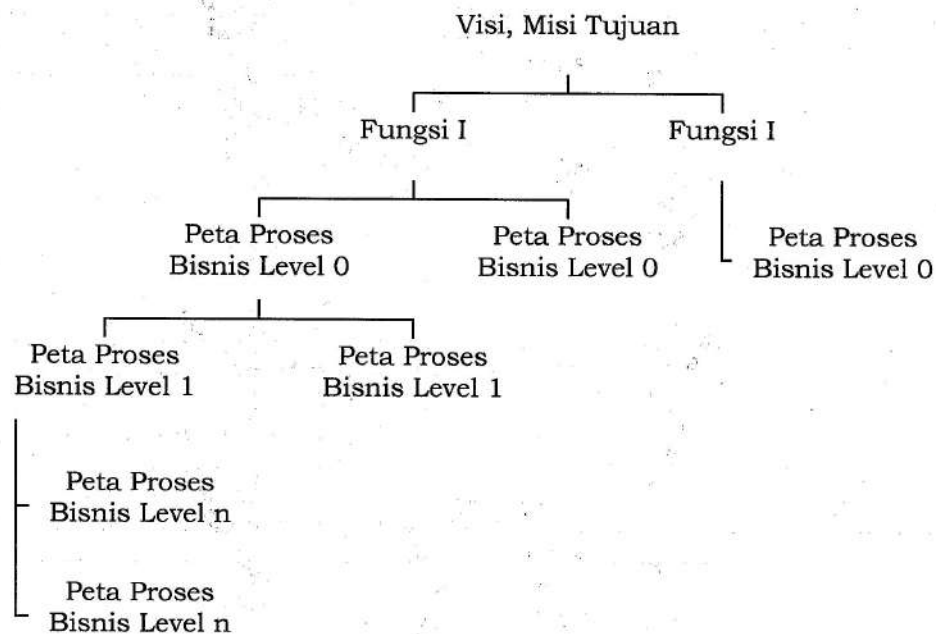 Visi, Misi Tujuan
Fungsi I
Fungsi I
Peta Proses
Bisnis Level 0
Peta Proses
Bisnis Level 0
Peta Proses
Bisnis Level 0
Peta Proses
Bisnis Level 1
Peta Proses
Bisnis Level 1
Peta Proses
Bisnis Level n
Peta Proses
Bisnis Level n